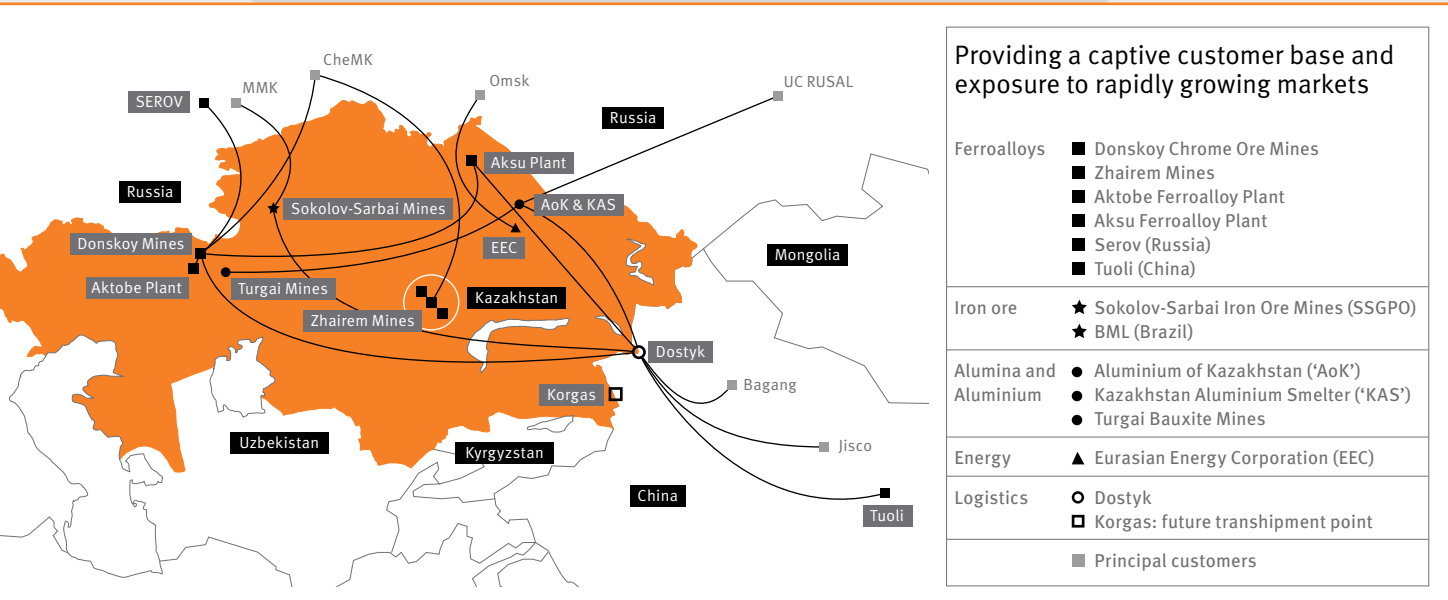 CheMK
MMK
Omsk
UC RUSAL
SEROV
Russia
Aksu Plant
Russia
Sokolov-Sarbai Mines
AoK & KAS
Donskoy Mines
EEC
Mongolia
Aktobe Plant
Turgai Mines
Kazakhstan
Zhairem Mines
Dostyk
Korgas
Bagang
Uzbekistan
Kyrgyzstan
Jisco
China
Tuoli
Providing a captive customer base and
exposure to rapidly growing markets
Ferroalloys
Donskoy Chrome Ore Mines
Zhairem Mines
Aktobe Ferroalloy Plant
Aksu Ferroalloy Plant
Serov (Russia)
Tuoli (China)
Iron ore
Sokolov-Sarbai Iron Ore Mines (SSGPO)
BML (Brazil)
Alumina and
Aluminium
Aluminium of Kazakhstan (‘AoK’)
Kazakhstan Aluminium Smelter (‘KAS’)
Turgai Bauxite Mines
Energy
Eurasian Energy Corporation (EEC)
Logistics
Dostyk
Korgas: future transhipment point
Principal customers